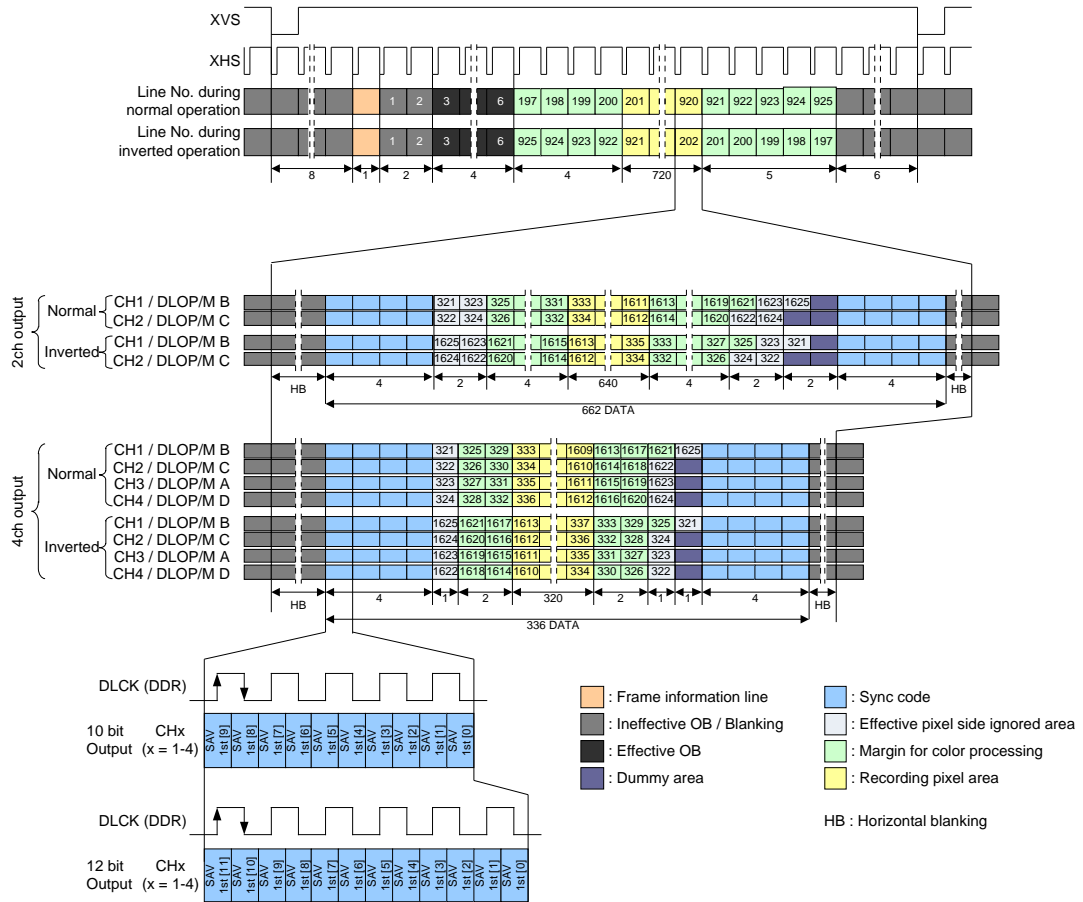 XVS
XHS
Line No. during
normal operation
1 2 3 6 197 198 199 200 201 920 921 922 923 924 925
Line No. during
inverted operation
1 2 3 6 925 924 923 922 921 202 201 200 199 198 197
8 1 2 4 4 720 5 6
2ch output
Normal
CH1 / DLOP/M B 321 323 325 331 333 1611 1613 1619 1621 1623 1625
CH2 / DLOP/M C 322 324 326 332 334 1612 1614 1620 1622 1624
Inverted
CH1 / DLOP/M B 1625 1623 1621 1615 1613 335 333 327 325 323 321
CH2 / DLOP/M C 1624 1622 1620 1614 1612 334 332 326 324 322
HB 4 2 4 640 4 2 2 4 HB
662 DATA
4ch output
Normal
CH1 / DLOP/M B 321 325 329 333 1609 1613 1617 1621 1625
CH2 / DLOP/M C 322 326 330 334 1610 1614 1618 1622
CH3 / DLOP/M A 323 327 331 335 1611 1615 1619 1623
CH4 / DLOP/M D 324 328 332 336 1612 1616 1620 1624
Inverted
CH1 / DLOP/M B 1625 1621 1617 1613 337 333 329 325 321
CH2 / DLOP/M C 1624 1620 1616 1612 336 332 328 324
CH3 / DLOP/M A 1623 1619 1615 1611 335 331 327 323
CH4 / DLOP/M D 1622 1618 1614 1610 334 330 326 322
HB 4 1 2 320 2 1 1 4 HB
336 DATA
DLCK (DDR)
10 bit CHx
Output (x = 1-4)
SAV 1st [9] SAV 1st [8] SAV 1st [7] SAV 1st [6] SAV 1st [5] SAV 1st [4] SAV 1st [3] SAV 1st [2] SAV 1st [1] SAV 1st [0]
DLCK (DDR)
12 bit CHx
Output (x = 1-4)
SAV 1st [11] SAV 1st [10] SAV 1st [9] SAV 1st [8] SAV 1st [7] SAV 1st [6] SAV 1st [5] SAV 1st [4] SAV 1st [3] SAV 1st [2] SAV 1st [1] SAV 1st [0]
: Frame information line
: Ineffective OB / Blanking
: Effective OB
: Dummy area
: Sync code
: Effective pixel side ignored area
: Margin for color processing
: Recording pixel area
HB : Horizontal blanking